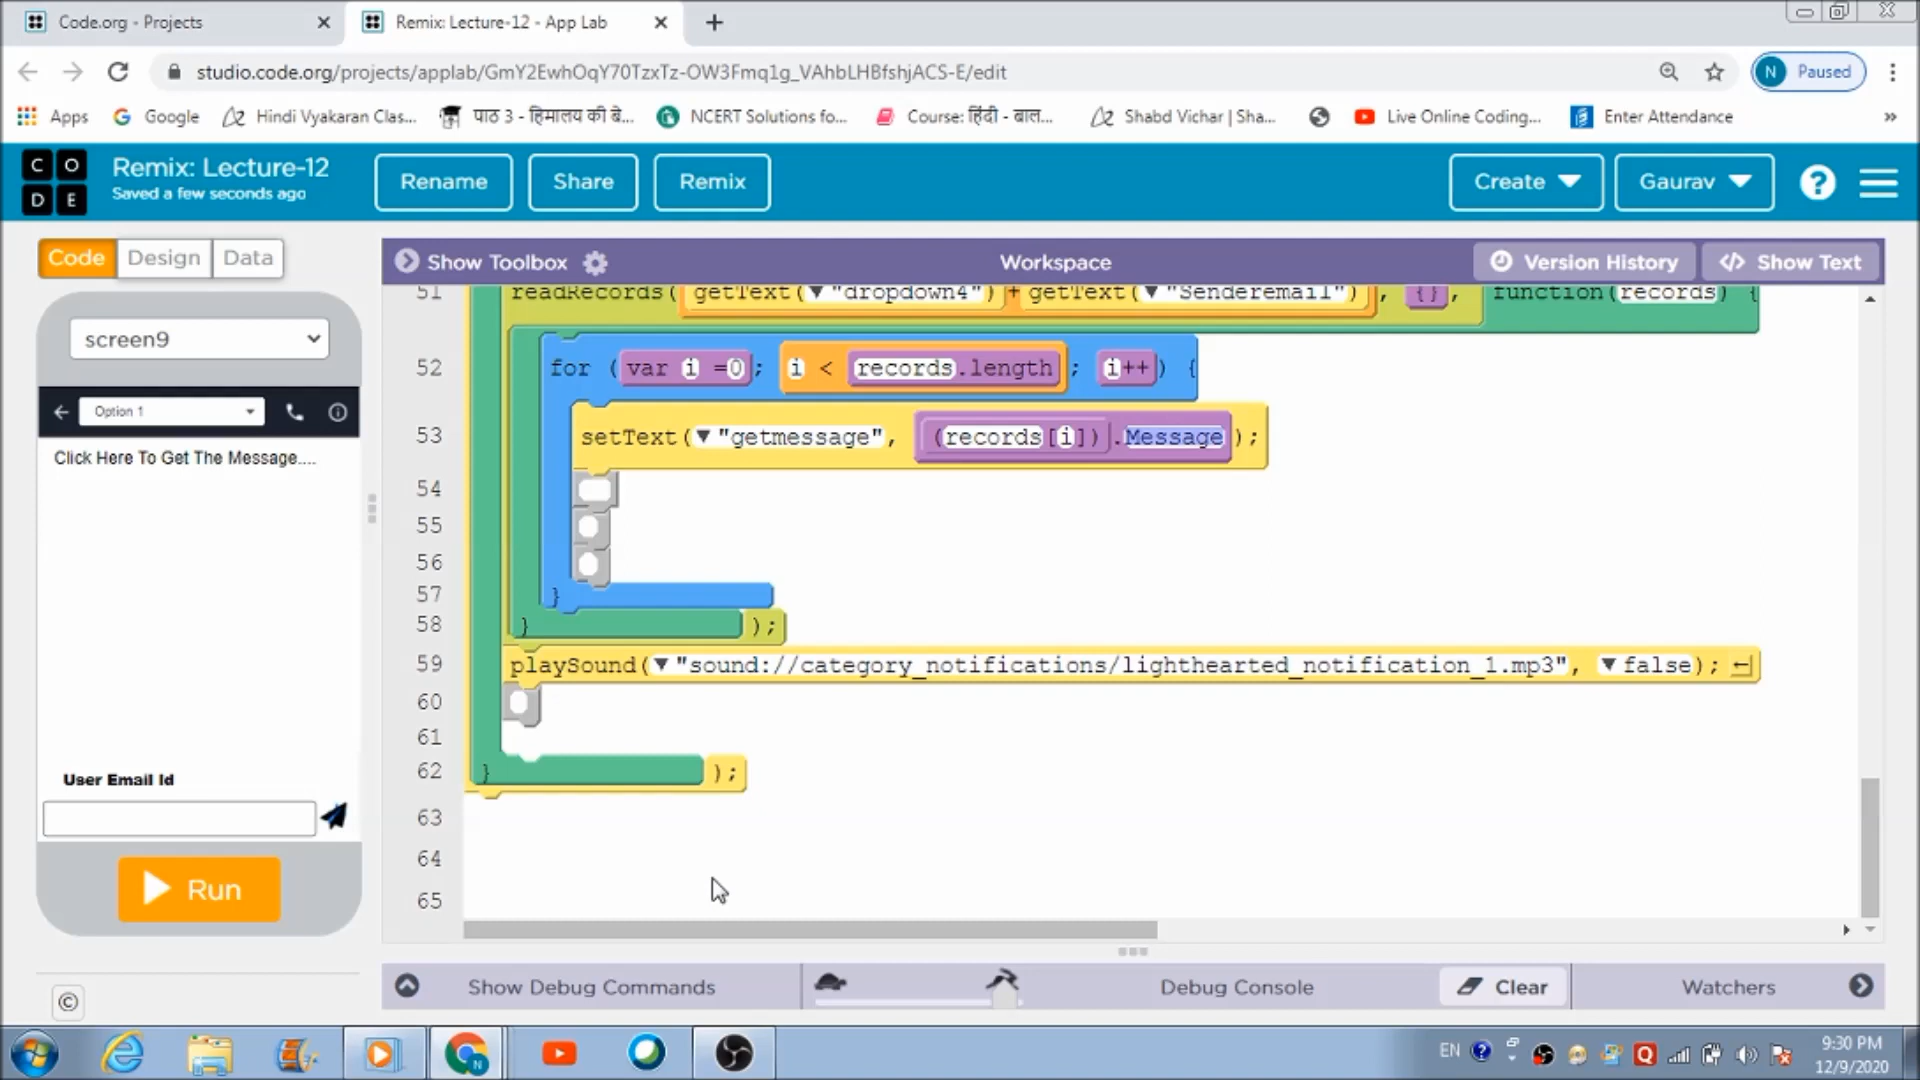 Code.org - Projects
Remix: Lecture-12 - App Lab
studio.code.org/projects/applab/GmY2EwhOqY70TzxTz-OW3Fmq1g_VAhbLHBfshjACS-E/edit
N Paused
Apps
Google
Hindi Vyakaran Clas...
पाठ 3 - हिमालय की बे...
NCERT Solutions fo...
Course: हिंदी - बाल...
Shabd Vichar | Sha...
Live Online Coding...
Enter Attendance
»
CODE
Remix: Lecture-12
Saved a few seconds ago
Rename
Share
Remix
Create
Gaurav
?
Code
Design
Data
Show Toolbox
Workspace
Version History
</> Show Text
screen9
Option 1
Click Here To Get The Message....
User Email Id
Run
©
51 readRecords( getText( "dropdown4") + getText( "Senderemail") , {}, function(records) {
52 for ( var i =0; i < records.length ; i++) {
53 setText( "getmessage", (records[i]).Message);
54
55
56
57 }
58 } );
59 playSound( "sound://category_notifications/lighthearted_notification_1.mp3", false);
60
61
62 } );
63
64
65
Show Debug Commands
Debug Console
Clear
Watchers
EN
9:30 PM
12/9/2020